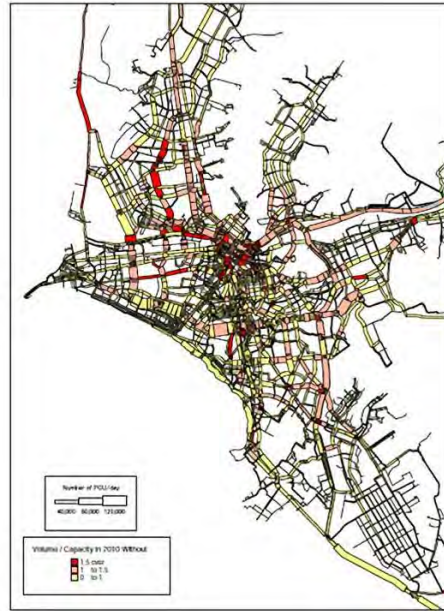 Number of PCU/day
40,000 80,000 120,000
Volume / Capacity in 2010 Without
1.5 over
1 to 1.5
0 to 1